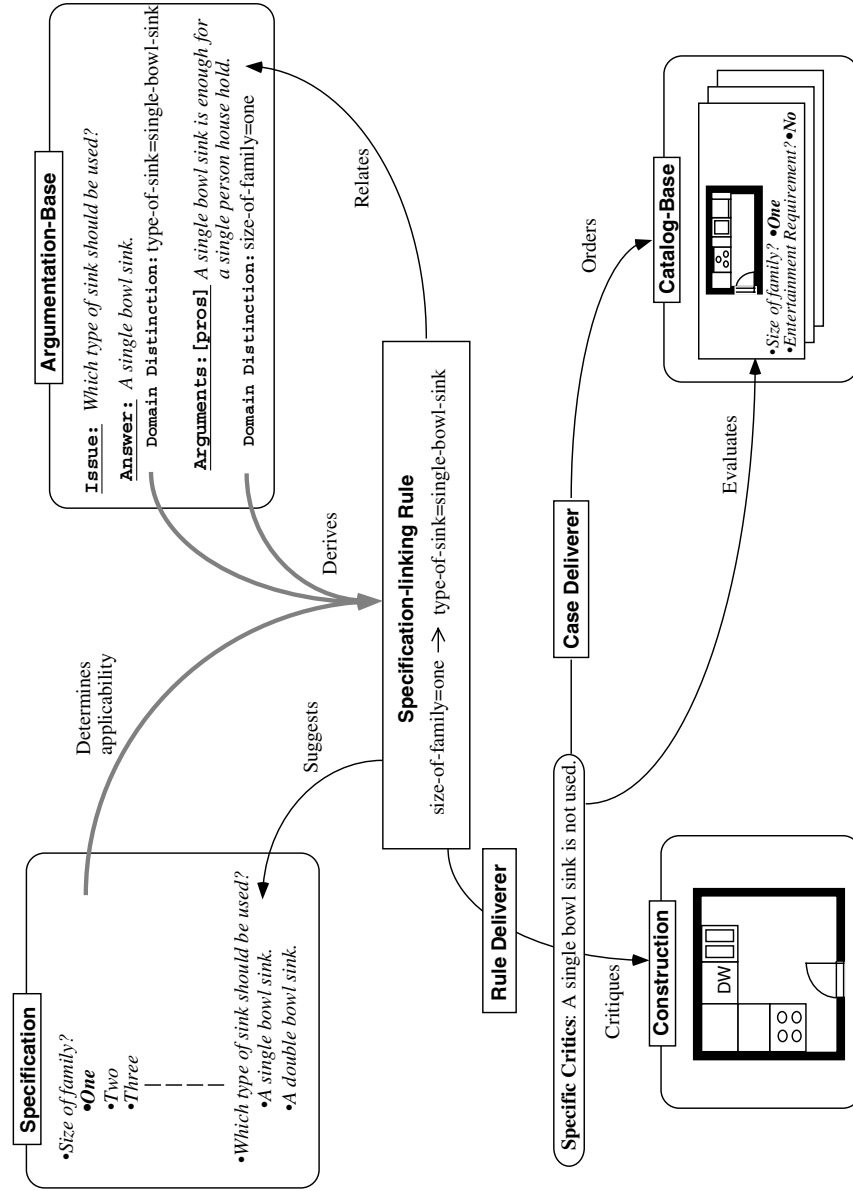 Specification
•Size of family?
•One
•Two
•Three
•Which type of sink should be used?
•A single bowl sink.
•A double bowl sink.
Determines
applicability
Argumentation-Base
Issue: Which type of sink should be used?
Answer: A single bowl sink.
Domain Distinction: type-of-sink=single-bowl-sink
Arguments:[pros] A single bowl sink is enough for
a single person house hold.
Domain Distinction: size-of-family=one
Suggests
Derives
Relates
Specification-linking Rule
size-of-family=one → type-of-sink=single-bowl-sink
Rule Deliverer
Case Deliverer
Specific Critics: A single bowl sink is not used.
Critiques
Evaluates
Orders
Construction
DW
Catalog-Base
•Size of family? •One
•Entertainment Requirement? •No